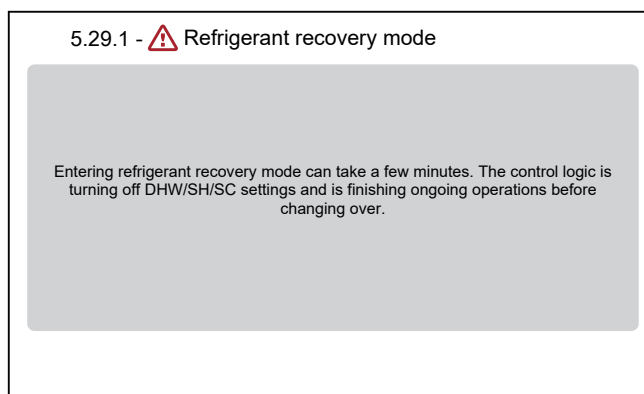 5.29.1 - Refrigerant recovery mode
Entering refrigerant recovery mode can take a few minutes. The control logic is
turning off DHW/SH/SC settings and is finishing ongoing operations before
changing over.